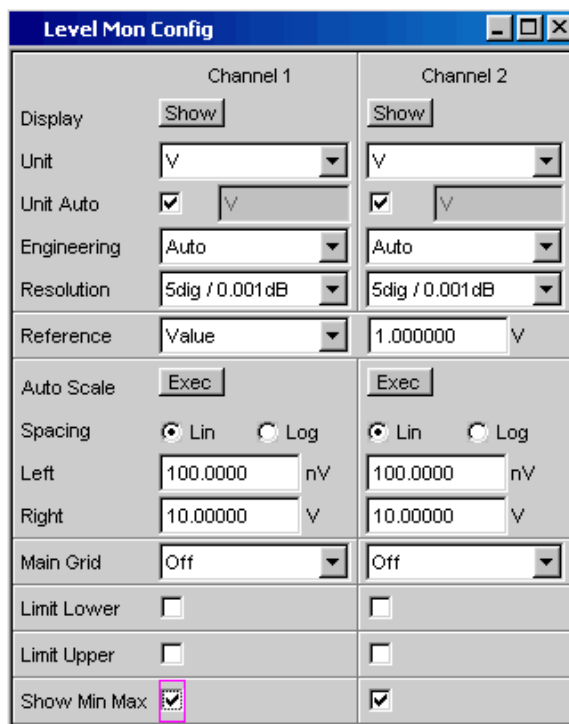 Level Mon Config
Channel 1 Channel 2
Display Show Show
Unit V V
Unit Auto V V
Engineering Auto Auto
Resolution 5dig / 0.001dB 5dig / 0.001dB
Reference Value 1.000000 V
Auto Scale Exec Exec
Spacing Lin Log Lin Log
Left 100.0000 nV 100.0000 nV
Right 10.00000 V 10.00000 V
Main Grid Off Off
Limit Lower
Limit Upper
Show Min Max